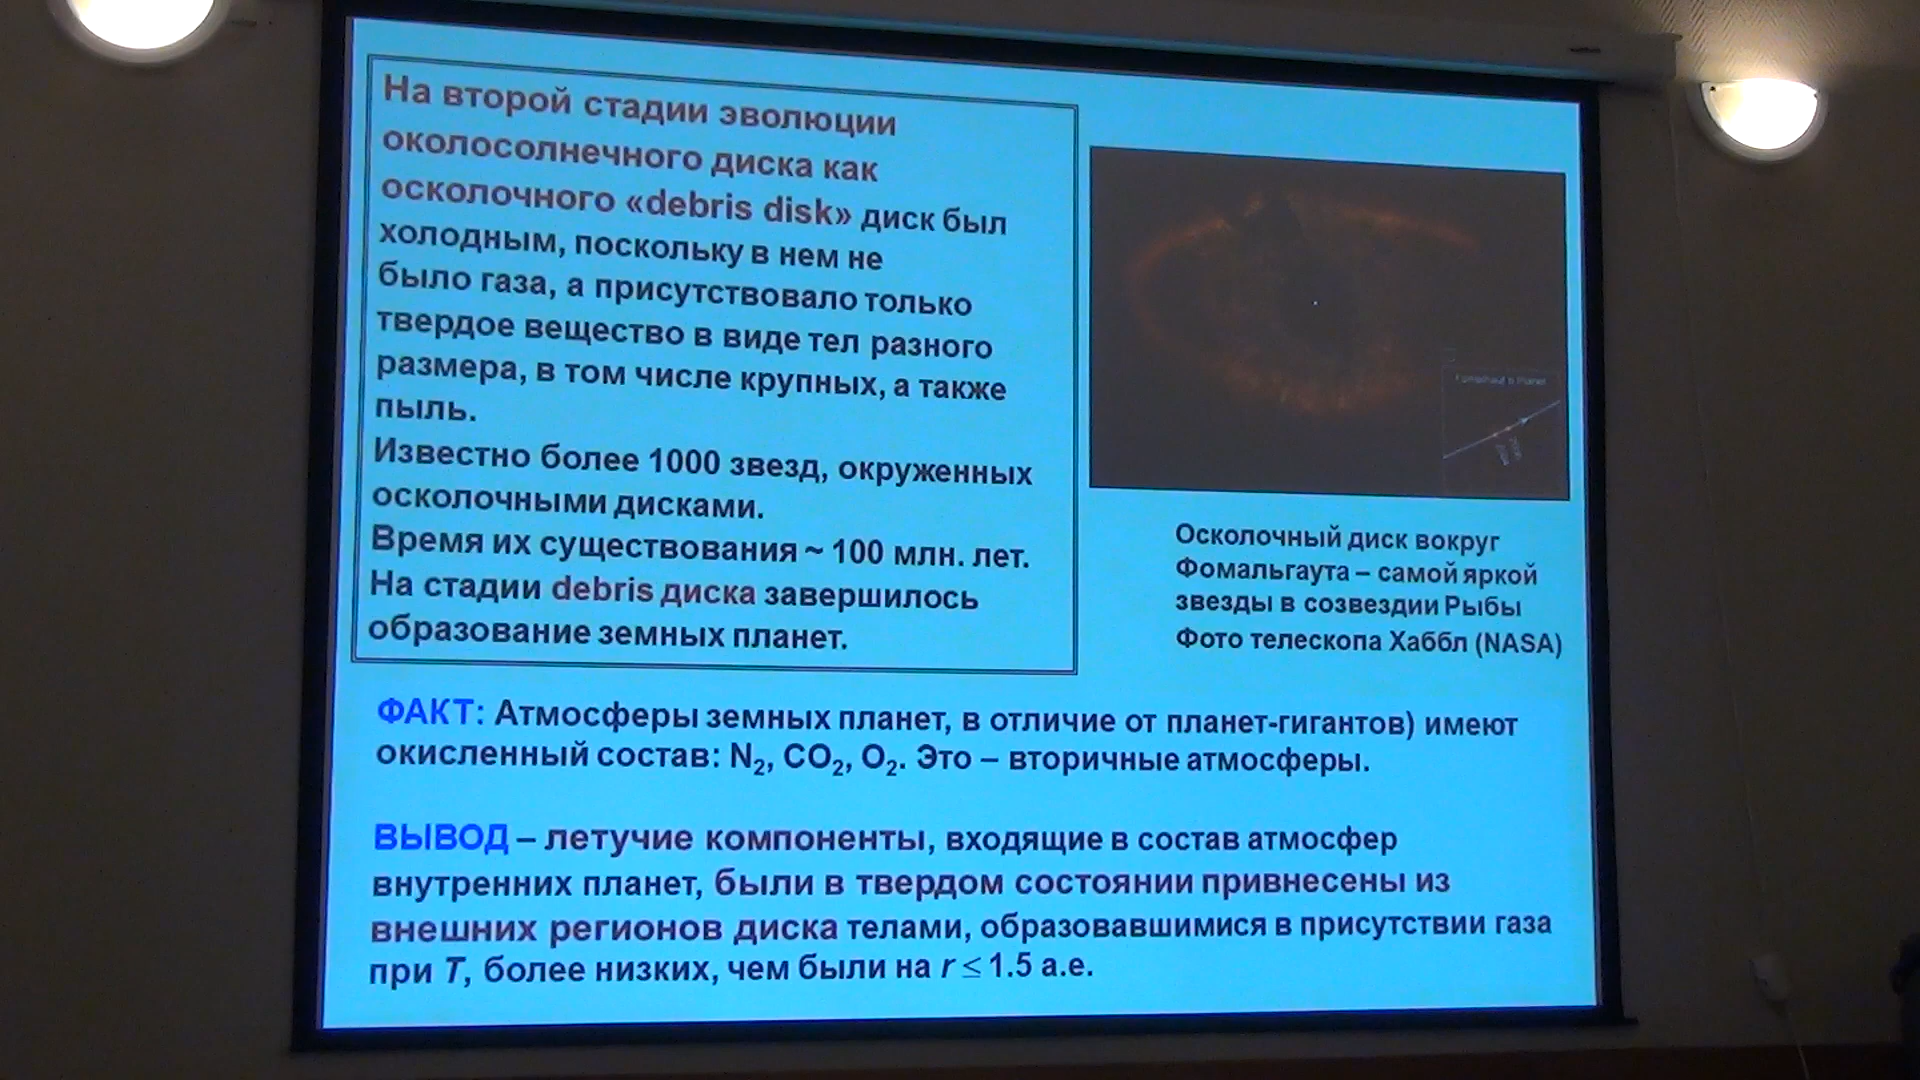 На второй стадии эволюции
околосолнечного диска как
осколочного «debris disk» диск был
холодным, поскольку в нем не
было газа, а присутствовало только
твердое вещество в виде тел разного
размера, в том числе крупных, а также
пыль.
Известно более 1000 звезд, окруженных
осколочными дисками.
Время их существования ~ 100 млн. лет.
На стадии debris диска завершилось
образование земных планет.
Осколочный диск вокруг
Фомальгаута – самой яркой
звезды в созвездии Рыбы
Фото телескопа Хаббл (NASA)
ФАКТ: Атмосферы земных планет, в отличие от планет-гигантов) имеют
окисленный состав: N₂, CO₂, O₂. Это – вторичные атмосферы.
ВЫВОД – летучие компоненты, входящие в состав атмосфер
внутренних планет, были в твердом состоянии привнесены из
внешних регионов диска телами, образовавшимися в присутствии газа
при T, более низких, чем были на r ≤ 1.5 а.е.